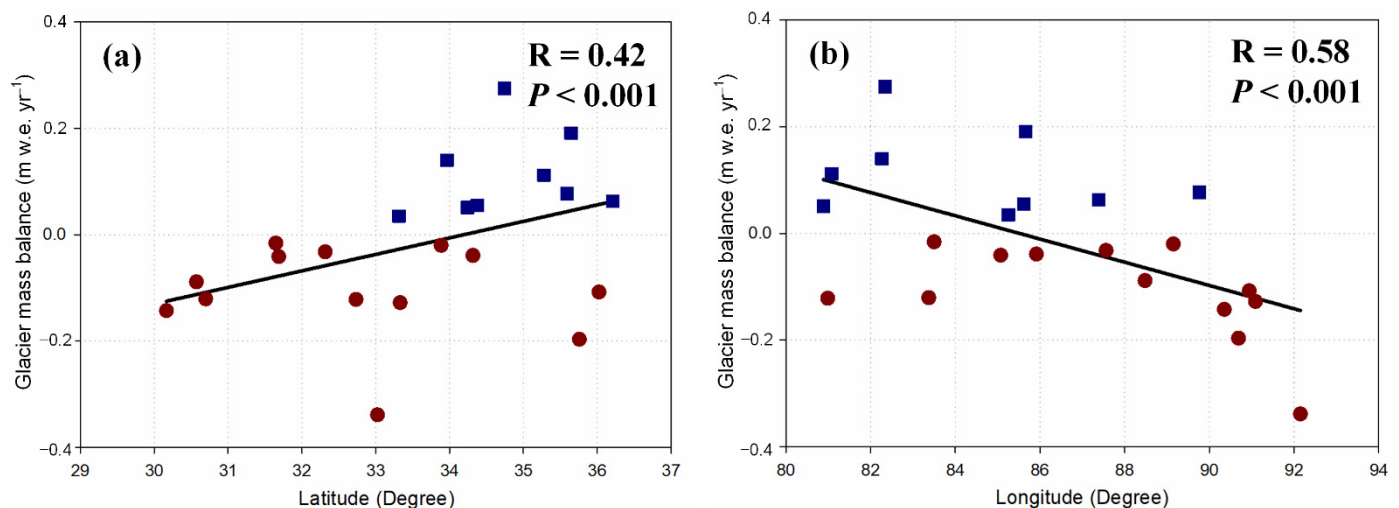 (a)
R = 0.42
P < 0.001
Glacier mass balance (m w.e. yr⁻¹)
0.4
0.2
0.0
−0.2
−0.4
29 30 31 32 33 34 35 36 37
Latitude (Degree)
(b)
R = 0.58
P < 0.001
Glacier mass balance (m w.e. yr⁻¹)
0.4
0.2
0.0
−0.2
−0.4
80 82 84 86 88 90 92 94
Longitude (Degree)